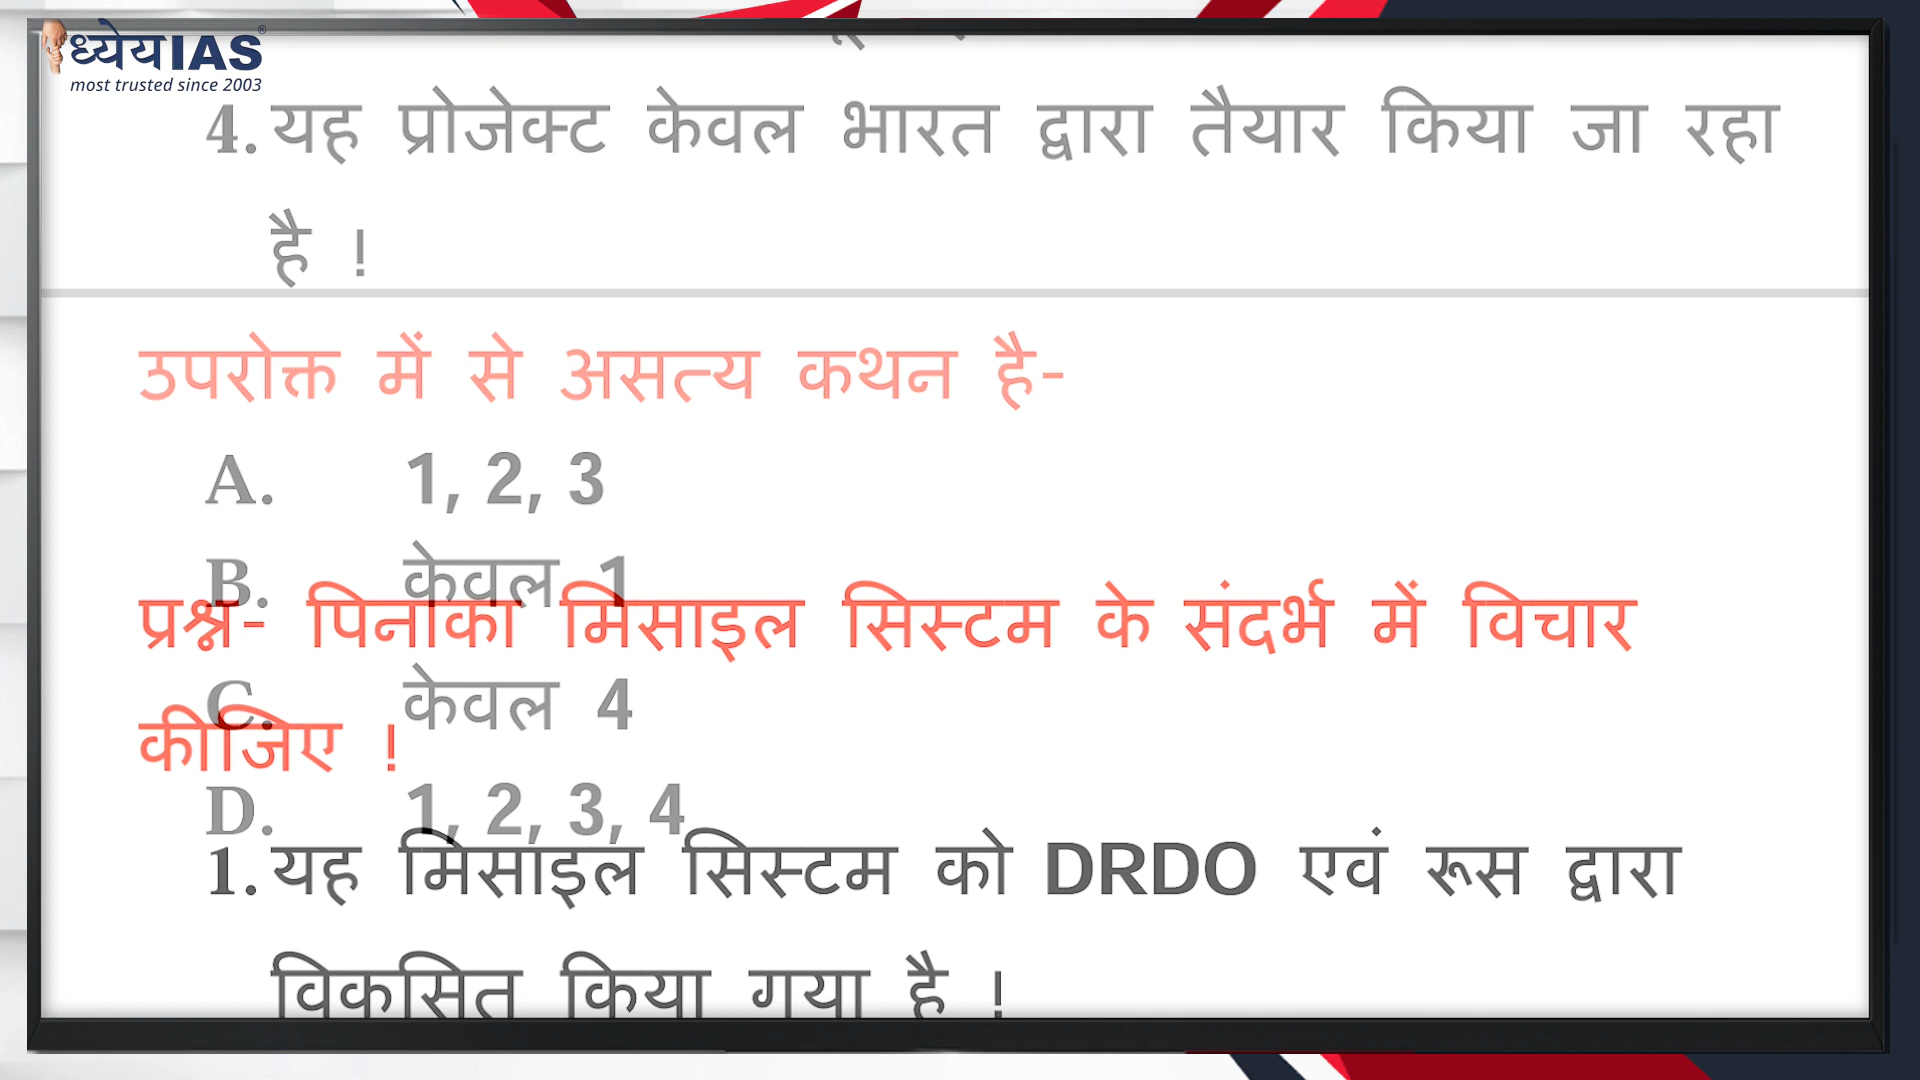 ध्येयIAS®
most trusted since 2003
4. यह प्रोजेक्ट केवल भारत द्वारा तैयार किया जा रहा
है !
उपरोक्त में से असत्य कथन है-
A. 1, 2, 3
B. केवल 1
प्रश्न- पिनाका मिसाइल सिस्टम के संदर्भ में विचार
C. केवल 4
कीजिए !
D. 1, 2, 3, 4
1. यह मिसाइल सिस्टम को DRDO एवं रूस द्वारा
विकसित किया गया है !